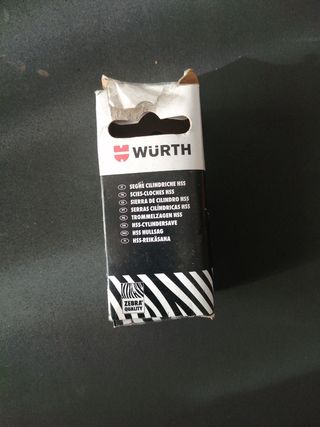 WÜRTH
SEGHE CILINDRICHE HSS
SCIES-CLOCHES HSS
SIERRA DE CILINDRO HSS
SERRAS CILÍNDRICAS HSS
TROMMELZAGEN HSS
HSS-CYLINDERSAVE
HSS HULLSAG
HSS-REIKÄSAHA
ZEBRA
QUALITY